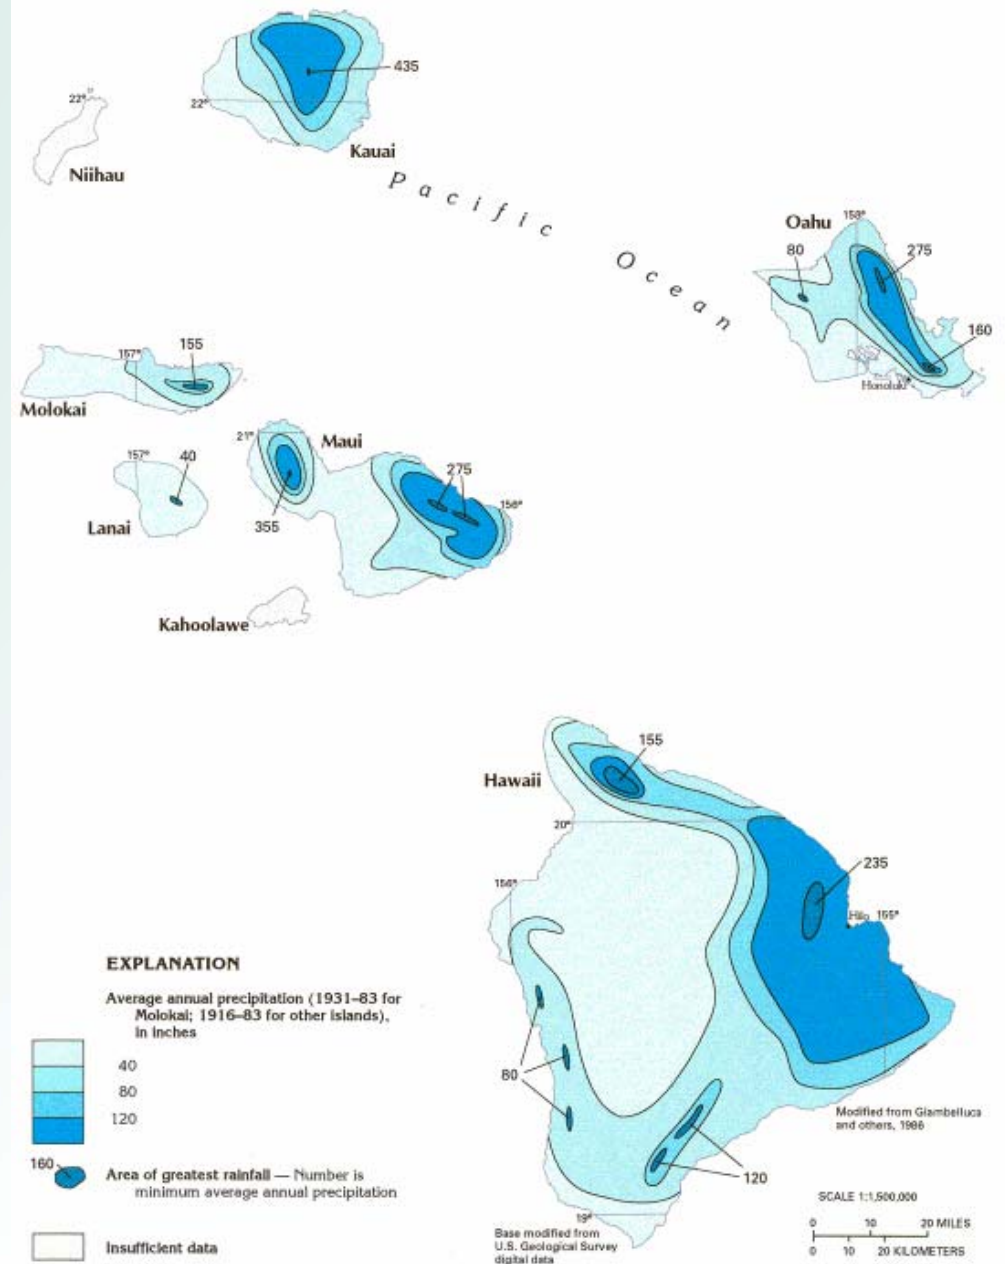 435
22°
22°
Kauai
Niihau
Pacific Ocean
Oahu
158°
80
275
160
Honolulu
157°
155
Molokai
21°
Maui
157°
40
275
156°
Lanai
355
Kahoolawe
155
Hawaii
20°
235
156°
Hilo 155°
80
120
19°
EXPLANATION
Average annual precipitation (1931–83 for
Molokai; 1916–83 for other islands),
in inches
40
80
120
160
Area of greatest rainfall — Number is
minimum average annual precipitation
Insufficient data
Modified from Giambelluca
and others, 1986
SCALE 1:1,500,000
0 10 20 MILES
0 10 20 KILOMETERS
Base modified from
U.S. Geological Survey
digital data